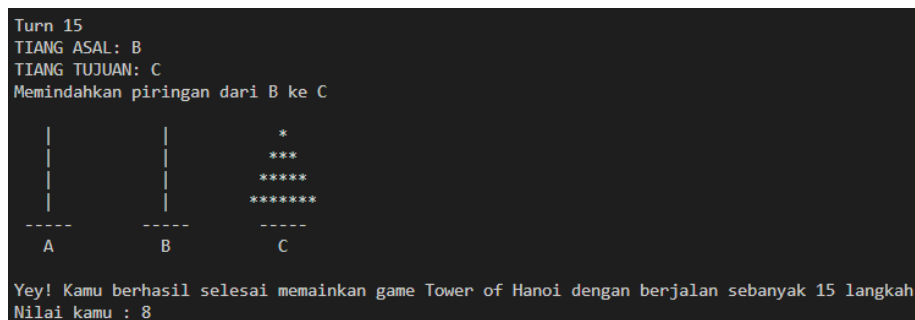 Turn 15
TIANG ASAL: B
TIANG TUJUAN: C
Memindahkan piringan dari B ke C
| | *
| | ***
| | *****
| | *******
----- ----- -----
A B C
Yey! Kamu berhasil selesai memainkan game Tower of Hanoi dengan berjalan sebanyak 15 langkah
Nilai kamu : 8